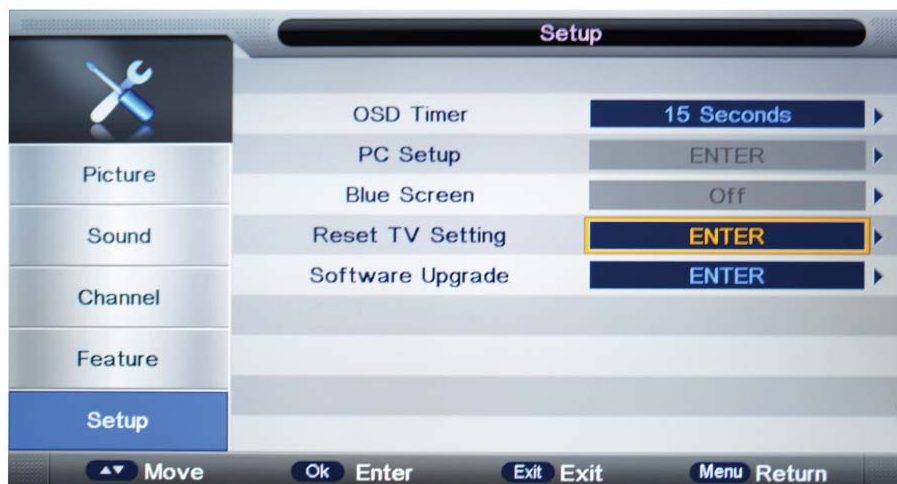 Setup
OSD Timer 15 Seconds
PC Setup ENTER
Blue Screen Off
Reset TV Setting ENTER
Software Upgrade ENTER
Picture
Sound
Channel
Feature
Setup
Move Ok Enter Exit Exit Menu Return